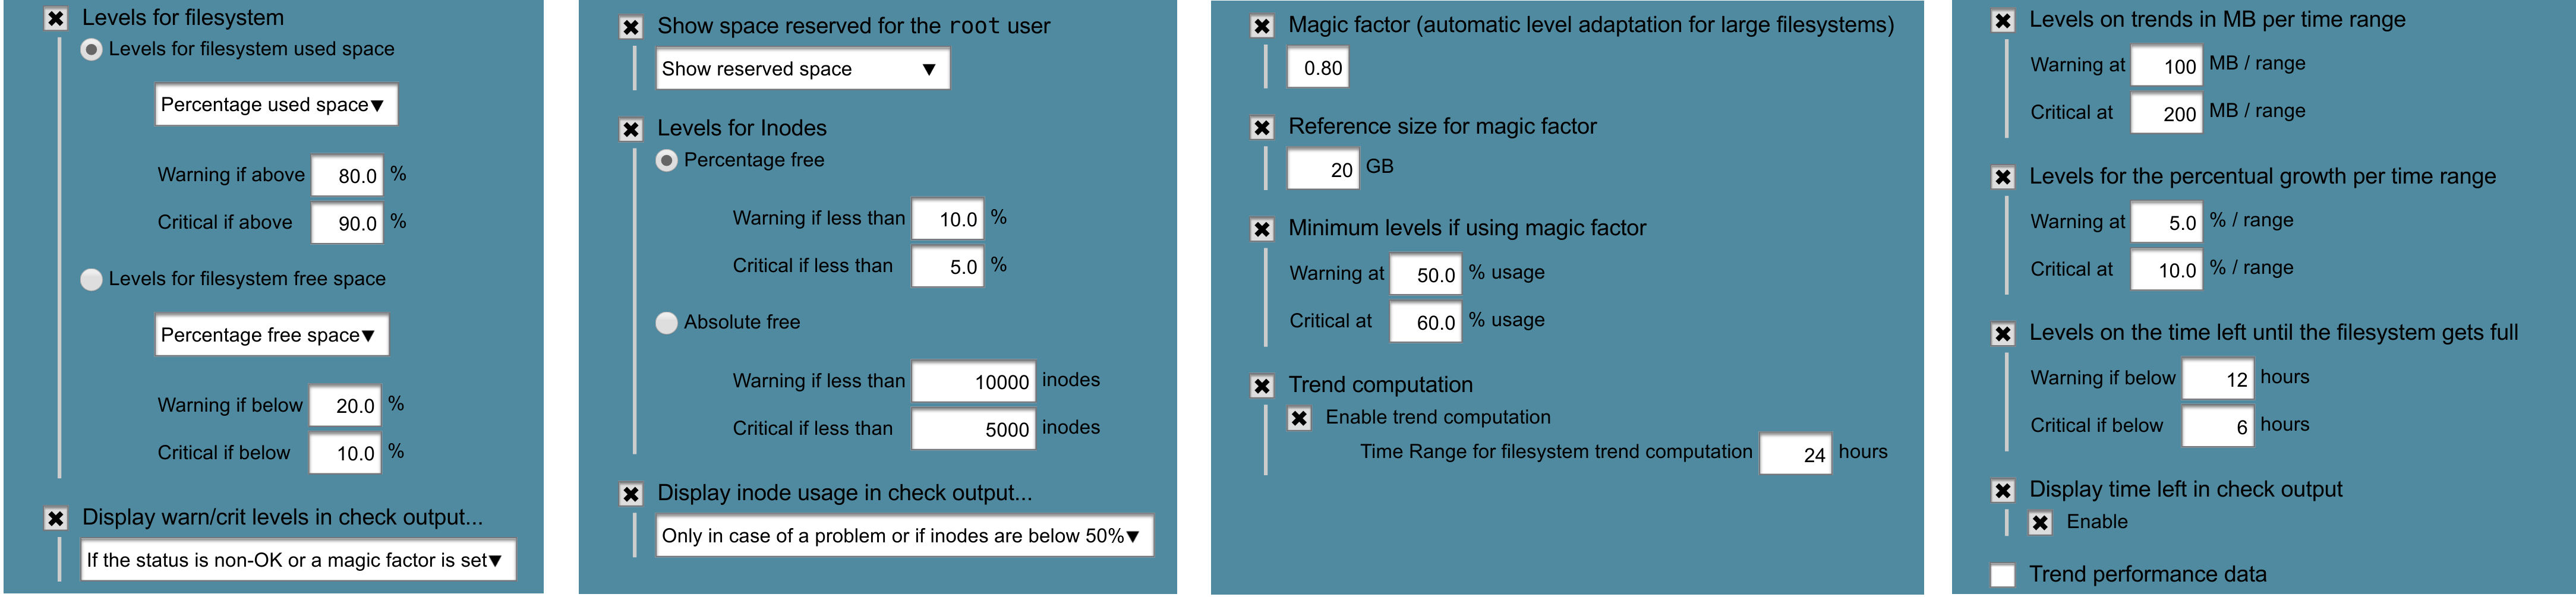 Levels for filesystem
Levels for filesystem used space
Percentage used space
Warning if above 80.0 %
Critical if above 90.0 %
Levels for filesystem free space
Percentage free space
Warning if below 20.0 %
Critical if below 10.0 %
Display warn/crit levels in check output...
If the status is non-OK or a magic factor is set
Show space reserved for the root user
Show reserved space
Levels for Inodes
Percentage free
Warning if less than 10.0 %
Critical if less than 5.0 %
Absolute free
Warning if less than 10000 inodes
Critical if less than 5000 inodes
Display inode usage in check output...
Only in case of a problem or if inodes are below 50%
Magic factor (automatic level adaptation for large filesystems)
0.80
Reference size for magic factor
20 GB
Minimum levels if using magic factor
Warning at 50.0 % usage
Critical at 60.0 % usage
Trend computation
Enable trend computation
Time Range for filesystem trend computation 24 hours
Levels on trends in MB per time range
Warning at 100 MB / range
Critical at 200 MB / range
Levels for the percentual growth per time range
Warning at 5.0 % / range
Critical at 10.0 % / range
Levels on the time left until the filesystem gets full
Warning if below 12 hours
Critical if below 6 hours
Display time left in check output
Enable
Trend performance data